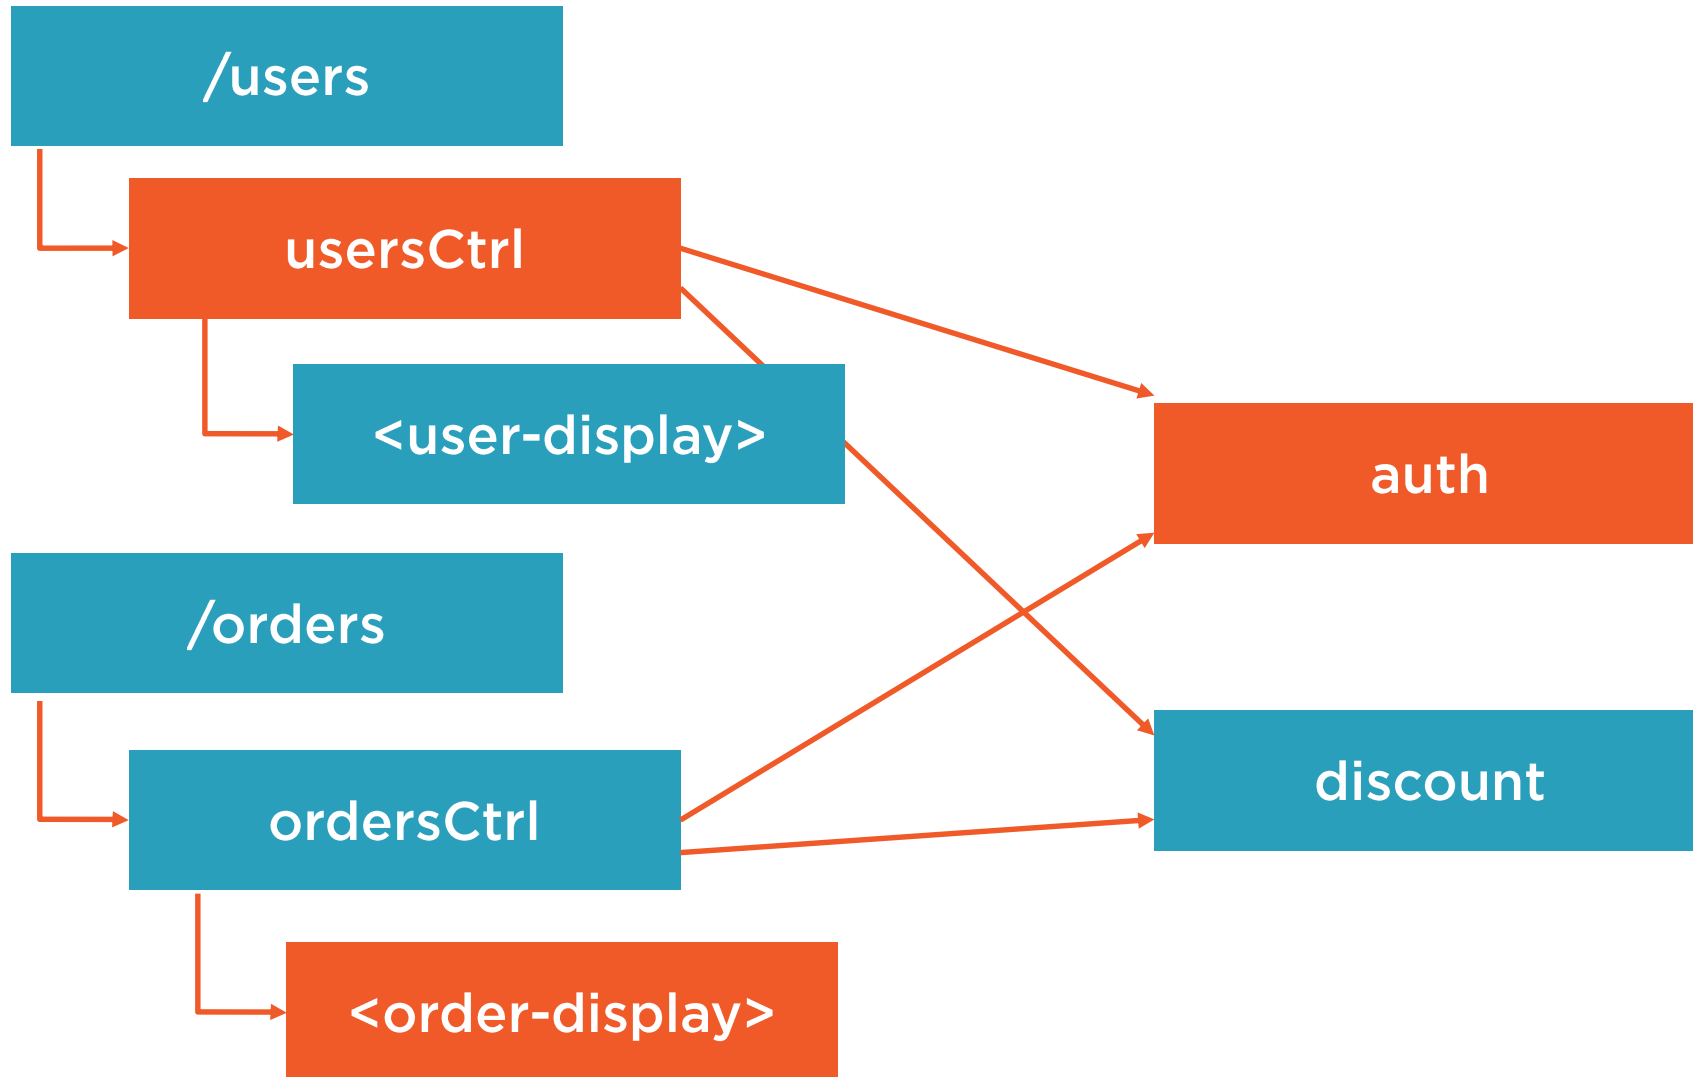 /users
usersCtrl
<user-display>
auth
/orders
discount
ordersCtrl
<order-display>